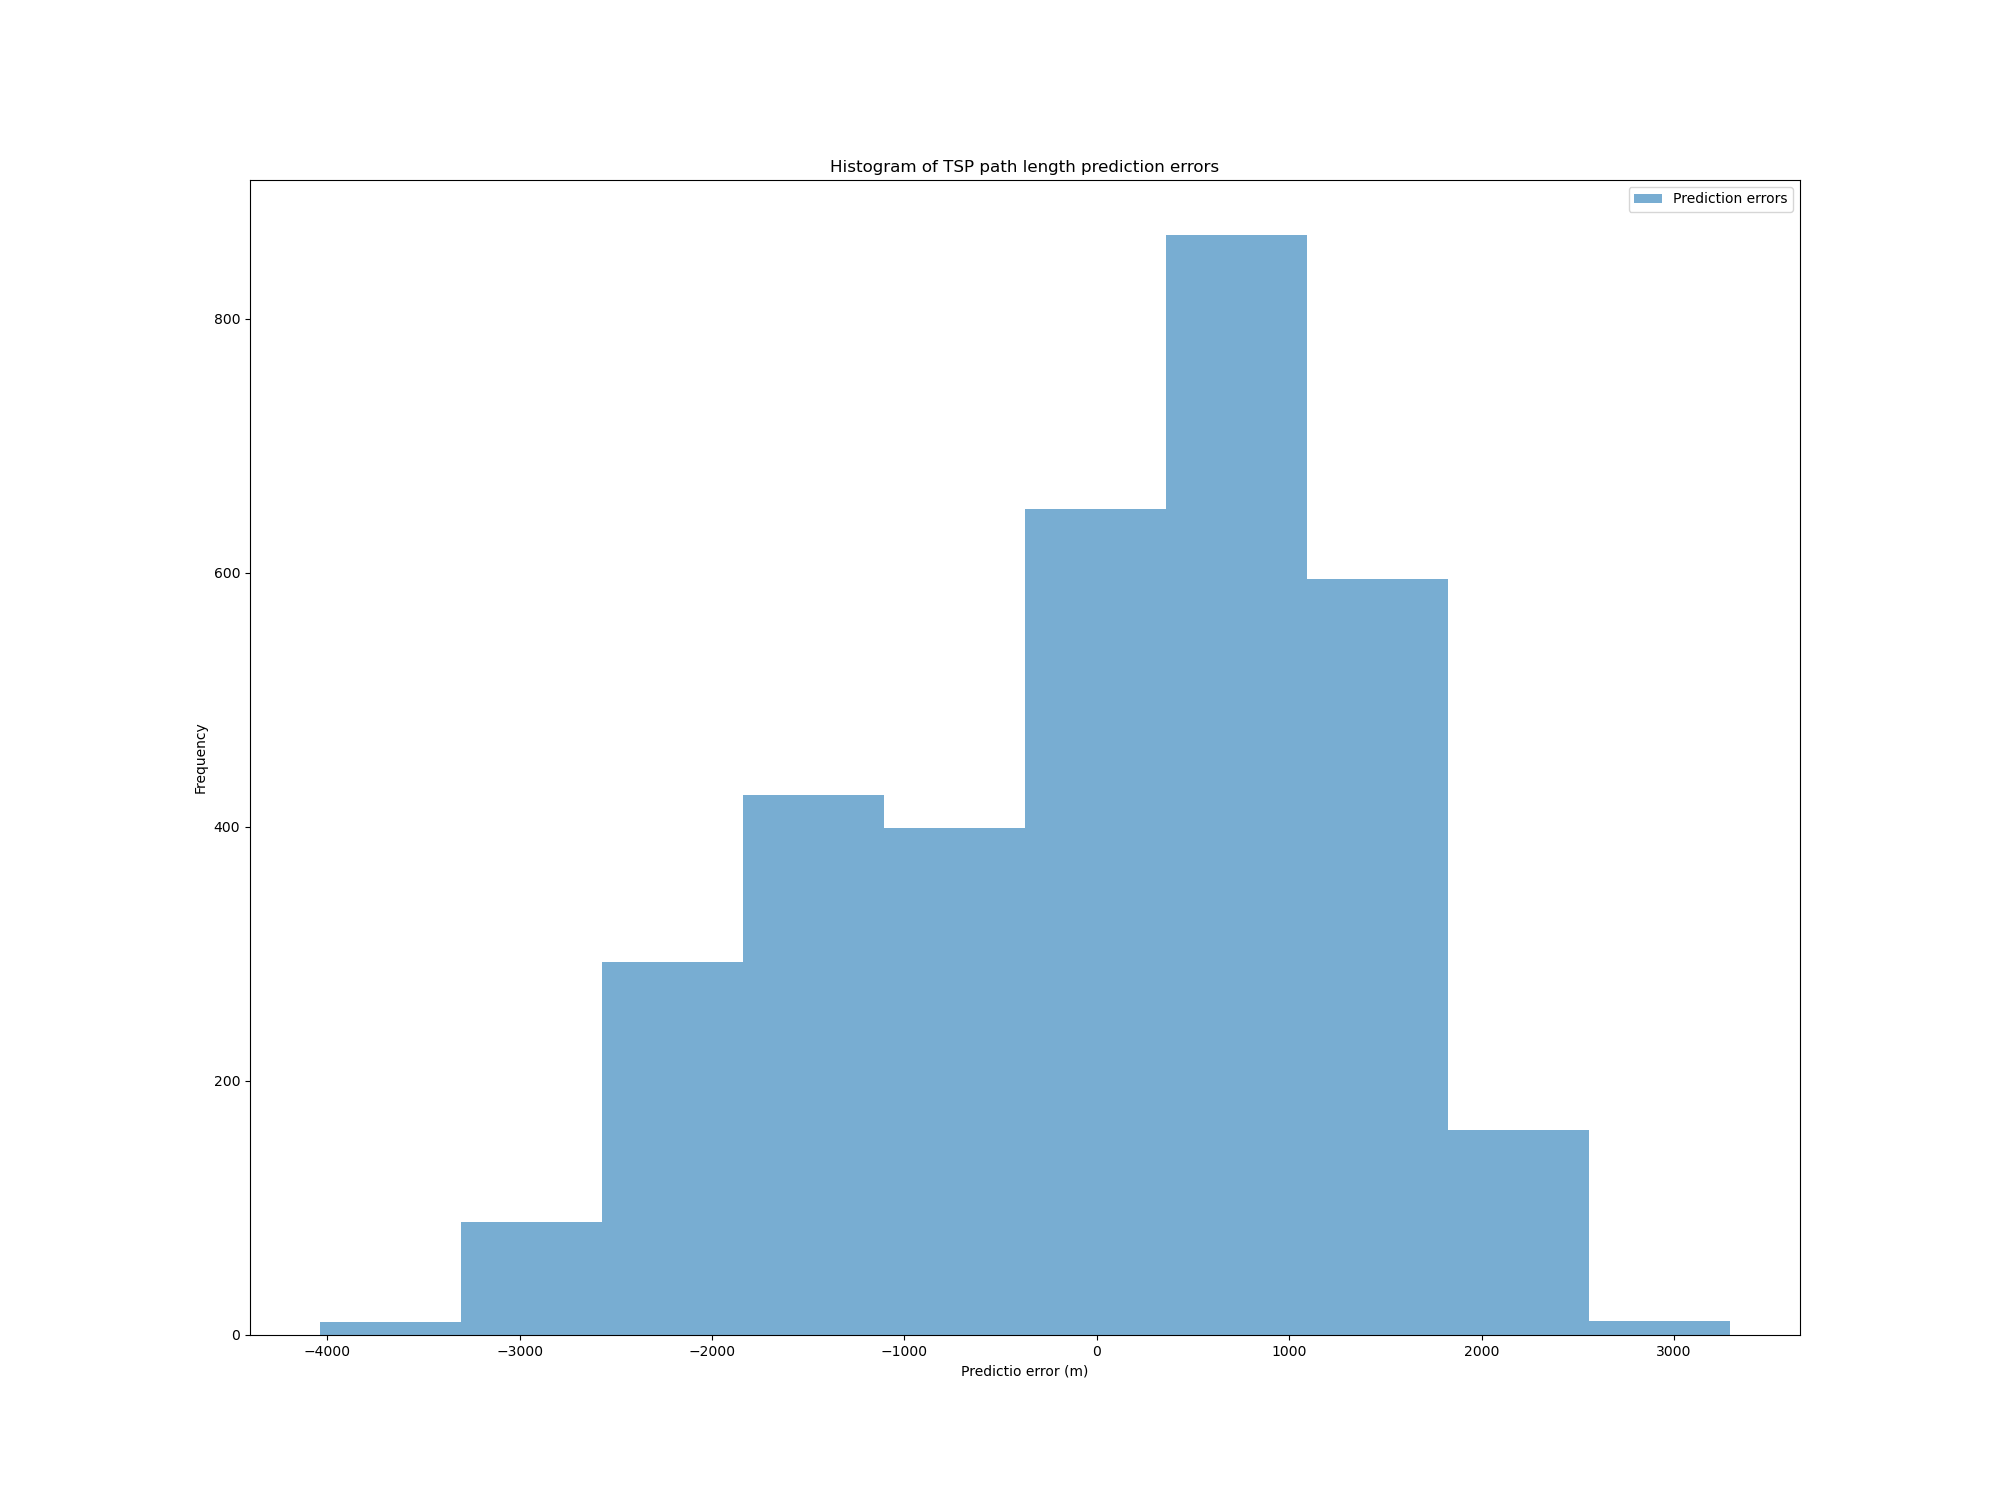 Histogram of TSP path length prediction errors
Prediction errors
800
600
400
200
0
Frequency
−4000 −3000 −2000 −1000 0 1000 2000 3000
Predictio error (m)